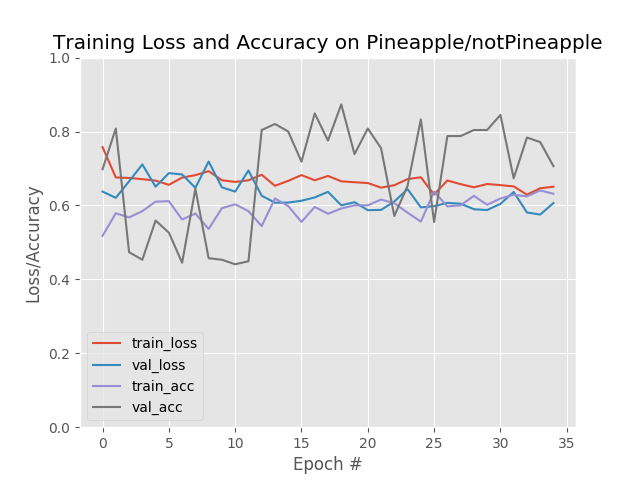 Training Loss and Accuracy on Pineapple/notPineapple
1.0
0.8
0.6
0.4
0.2
0.0
Loss/Accuracy
train_loss
val_loss
train_acc
val_acc
0 5 10 15 20 25 30 35
Epoch #